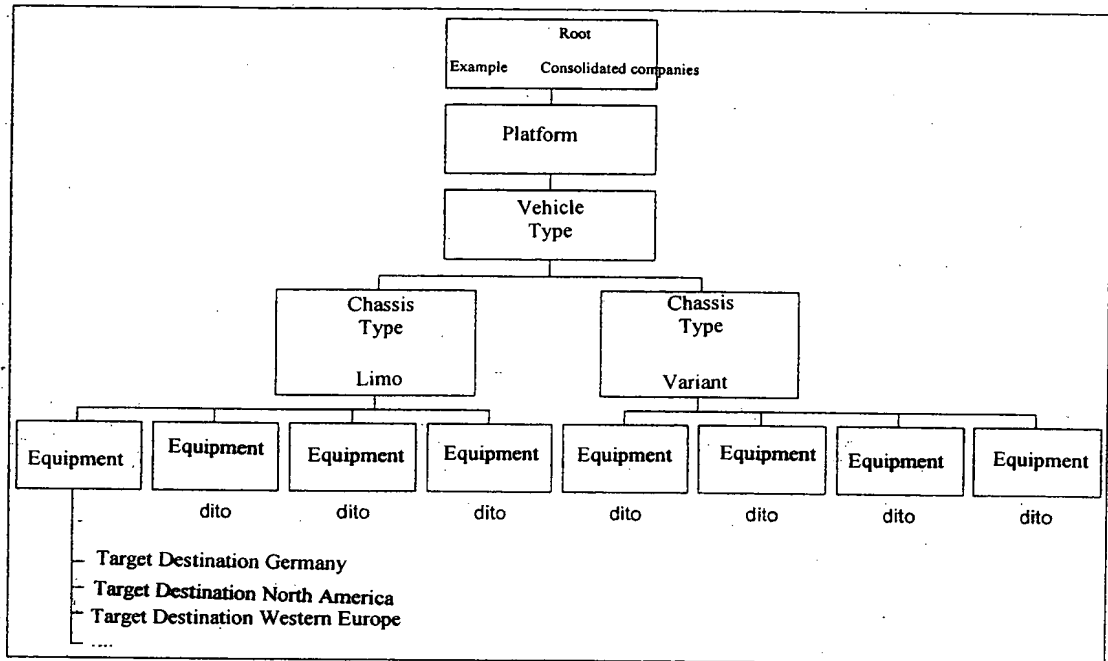 Root
Example Consolidated companies
Platform
Vehicle
Type
Chassis
Type
Limo
Chassis
Type
Variant
Equipment
Equipment
Equipment
Equipment
Equipment
Equipment
Equipment
Equipment
dito
dito
dito
dito
dito
dito
dito
Target Destination Germany
Target Destination North America
Target Destination Western Europe
....